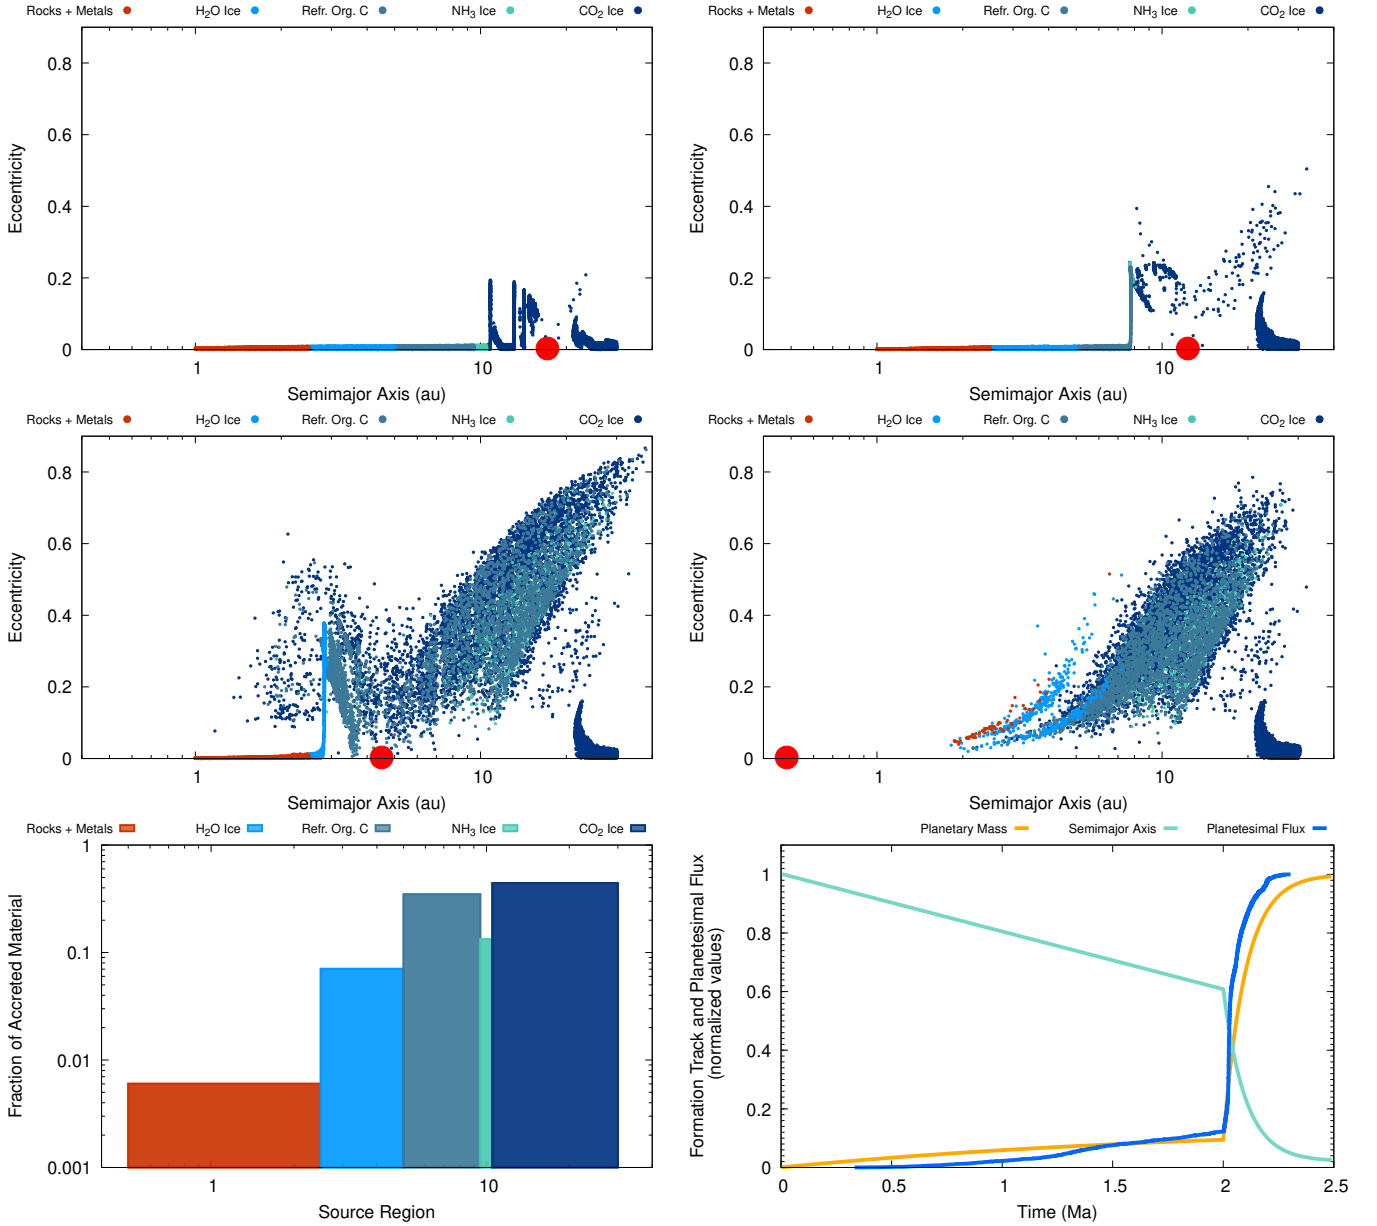 Rocks + Metals H₂O Ice Refr. Org. C NH₃ Ice CO₂ Ice
0.8
0.6
0.4
0.2
0
Eccentricity
1 10
Semimajor Axis (au)
Rocks + Metals H₂O Ice Refr. Org. C NH₃ Ice CO₂ Ice
0.8
0.6
0.4
0.2
0
Eccentricity
1 10
Semimajor Axis (au)
Rocks + Metals H₂O Ice Refr. Org. C NH₃ Ice CO₂ Ice
0.8
0.6
0.4
0.2
0
Eccentricity
1 10
Semimajor Axis (au)
Rocks + Metals H₂O Ice Refr. Org. C NH₃ Ice CO₂ Ice
0.8
0.6
0.4
0.2
0
Eccentricity
1 10
Semimajor Axis (au)
Rocks + Metals H₂O Ice Refr. Org. C NH₃ Ice CO₂ Ice
1
0.1
0.01
0.001
Fraction of Accreted Material
1 10
Source Region
Planetary Mass Semimajor Axis Planetesimal Flux
1
0.8
0.6
0.4
0.2
0
Formation Track and Planetesimal Flux
(normalized values)
0 0.5 1 1.5 2 2.5
Time (Ma)